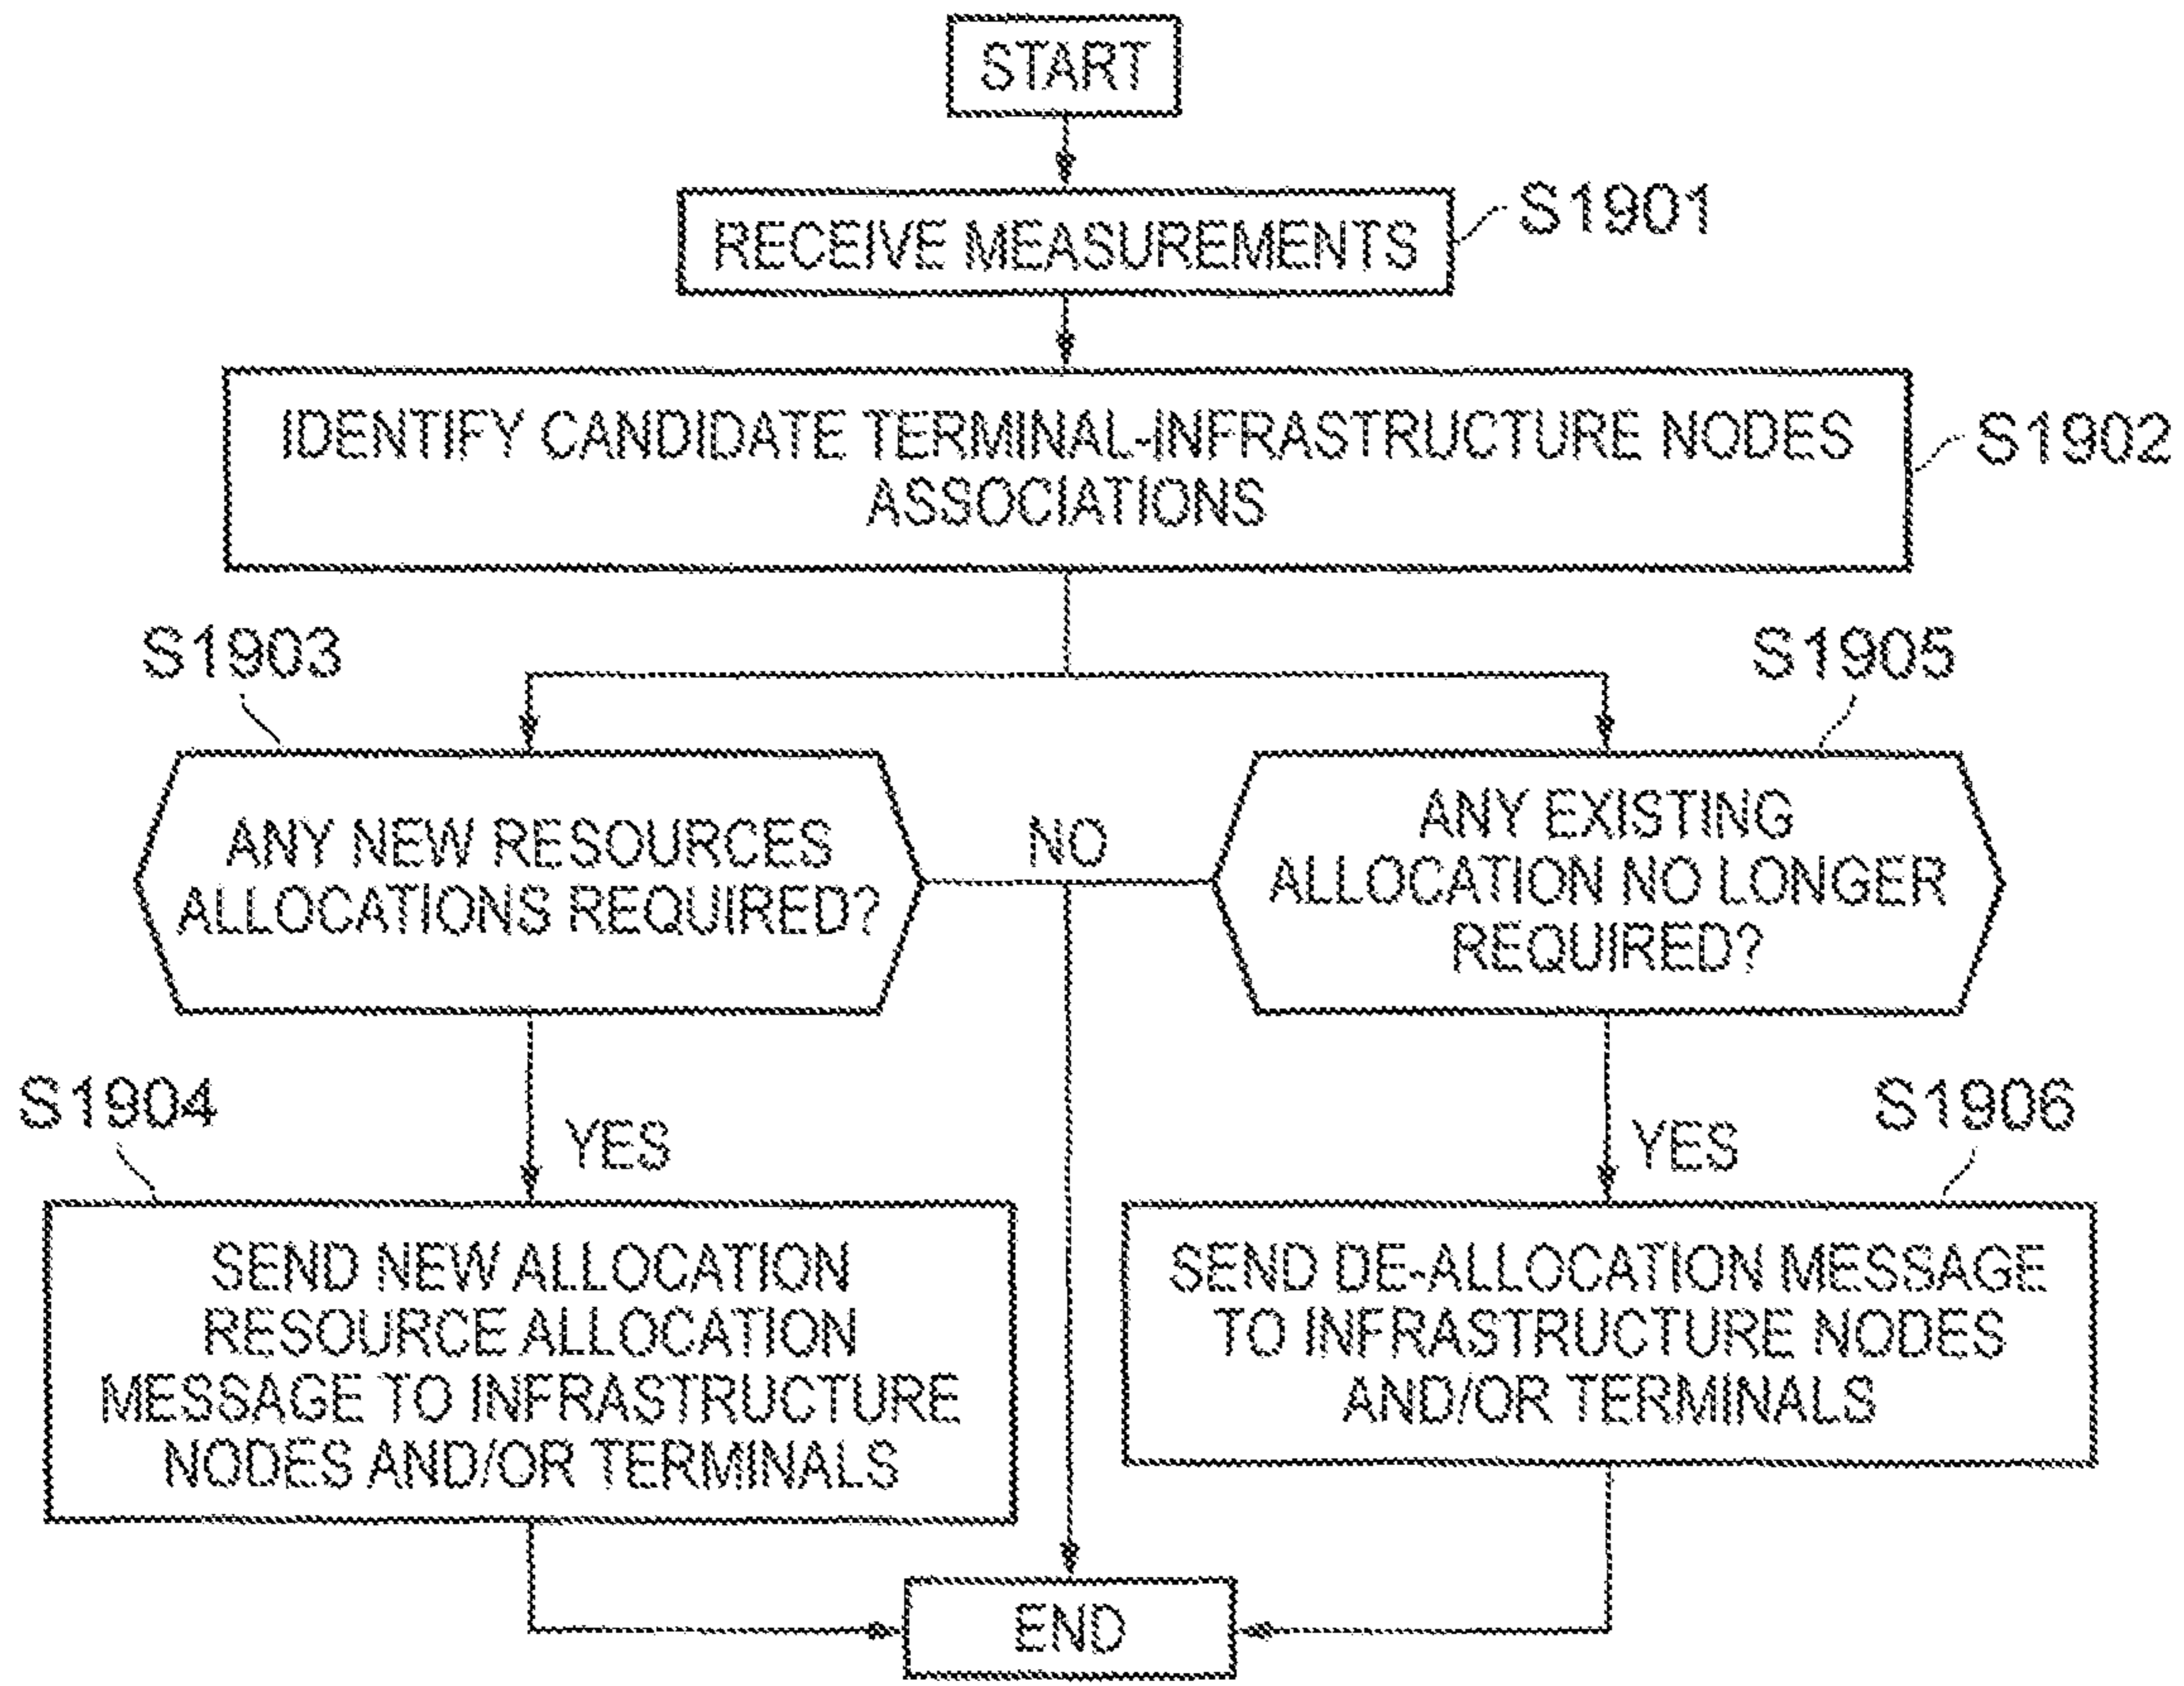 START
RECEIVE MEASUREMENTS
S1901
IDENTIFY CANDIDATE TERMINAL-INFRASTRUCTURE NODES
ASSOCIATIONS
S1902
S1903
S1905
ANY NEW RESOURCES
ALLOCATIONS REQUIRED?
NO
ANY EXISTING
ALLOCATION NO LONGER
REQUIRED?
S1904
YES
S1906
YES
SEND NEW ALLOCATION
RESOURCE ALLOCATION
MESSAGE TO INFRASTRUCTURE
NODES AND/OR TERMINALS
SEND DE-ALLOCATION MESSAGE
TO INFRASTRUCTURE NODES
AND/OR TERMINALS
END